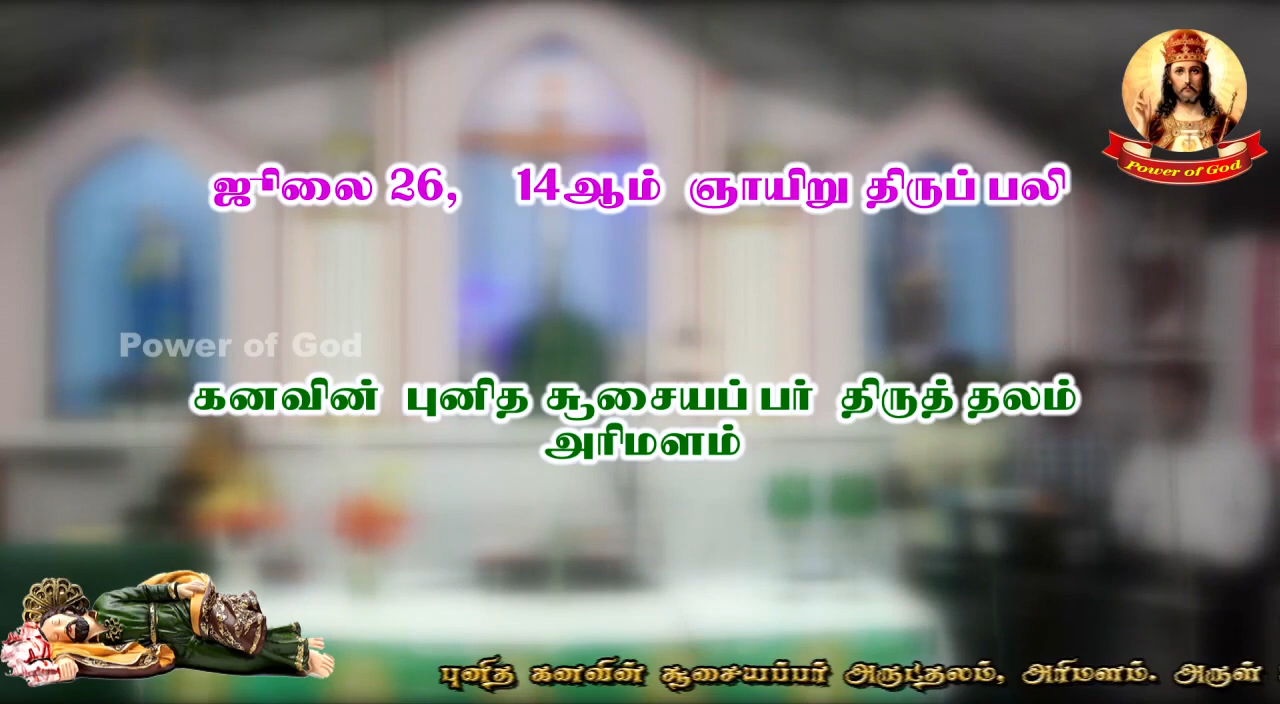 ஜூலை 26, 14ஆம் ஞாயிறு திருப்பலி
Power of God
Power of God
கனவின் புனித சூசையப்பர் திருத்தலம்
அரிமளம்
புனித கனவின் சூசையப்பர் அருட்தலம், அரிமளம். அருள்